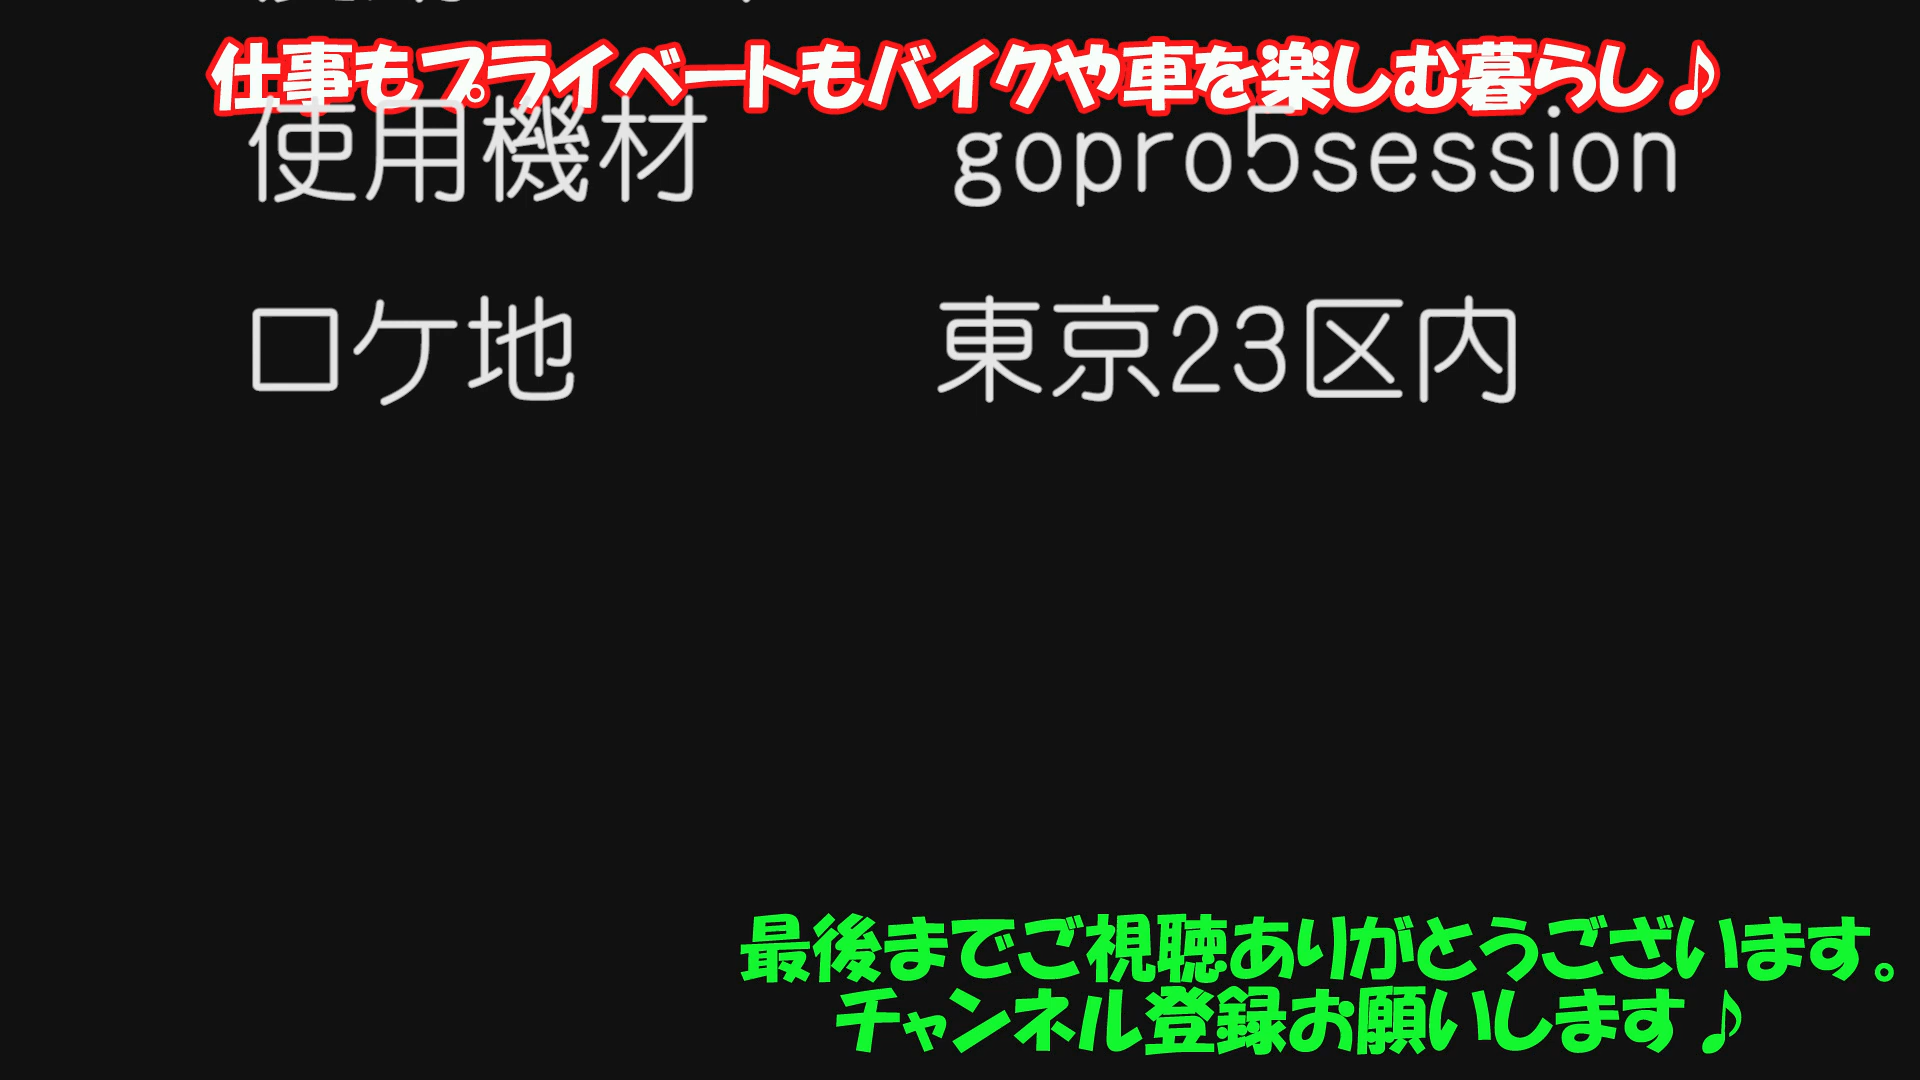 仕事もプライベートもバイクや車を楽しむ暮らし♪
使用機材 gopro5session
ロケ地 東京23区内
最後までご視聴ありがとうございます。
チャンネル登録お願いします♪